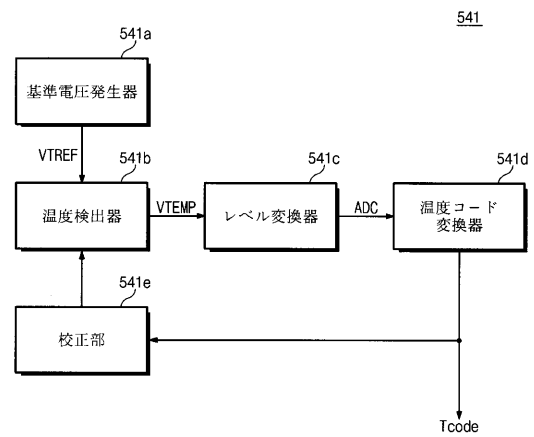 541
541a
基準電圧発生器
VTREF
541b
温度検出器
VTEMP
541c
レベル変換器
ADC
541d
温度コード
変換器
541e
校正部
Tcode